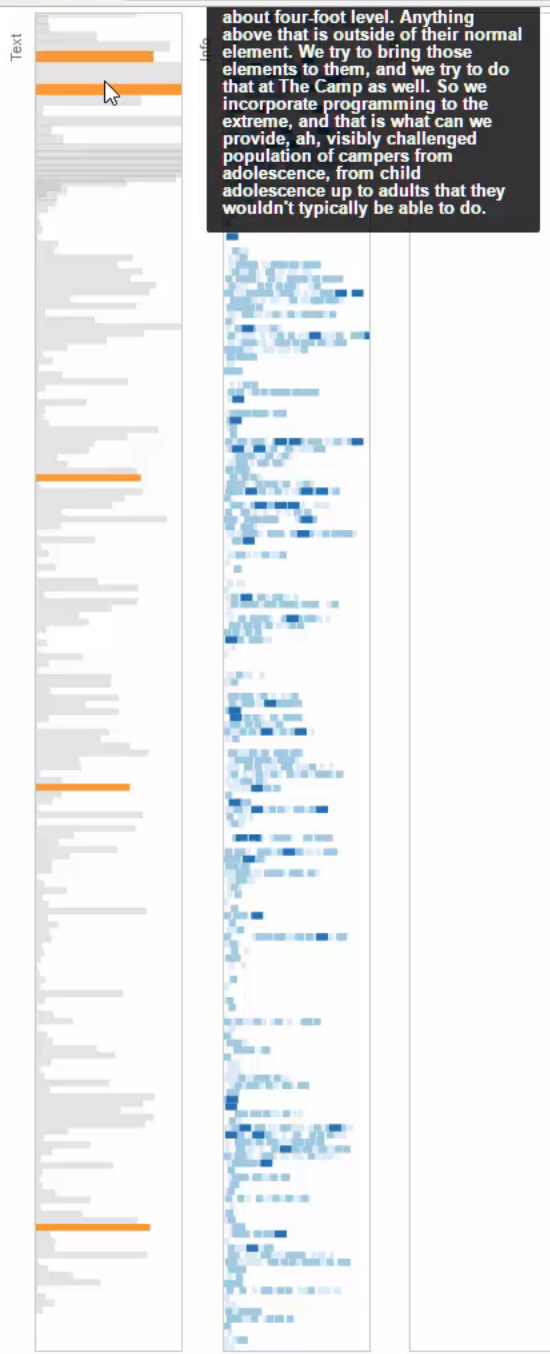 Text
Info
about four-foot level. Anything
above that is outside of their normal
element. We try to bring those
elements to them, and we try to do
that at The Camp as well. So we
incorporate programming to the
extreme, and that is what can we
provide, ah, visibly challenged
population of campers from
adolescence, from child
adolescence up to adults that they
wouldn't typically be able to do.